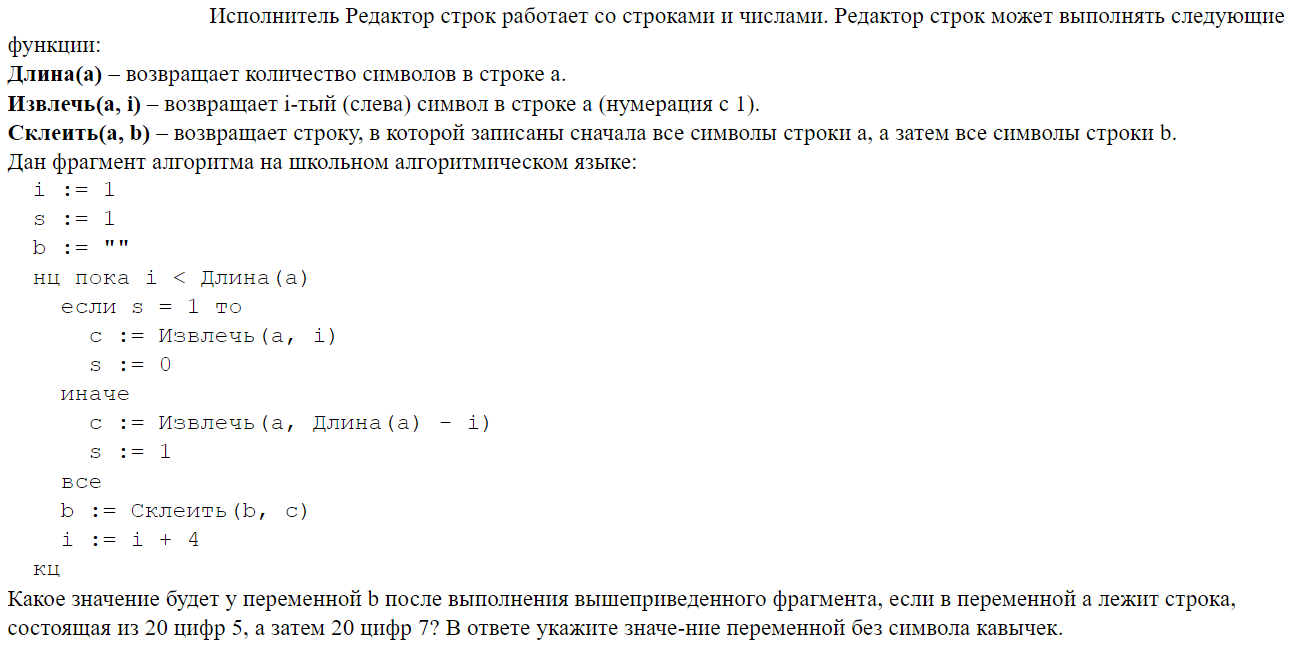 Исполнитель Редактор строк работает со строками и числами. Редактор строк может выполнять следующие
функции:
Длина(a) – возвращает количество символов в строке a.
Извлечь(a, i) – возвращает i-тый (слева) символ в строке a (нумерация с 1).
Склеить(a, b) – возвращает строку, в которой записаны сначала все символы строки a, а затем все символы строки b.
Дан фрагмент алгоритма на школьном алгоритмическом языке:
i := 1
s := 1
b := ""
нц пока i < Длина(a)
если s = 1 то
c := Извлечь(a, i)
s := 0
иначе
c := Извлечь(a, Длина(a) – i)
s := 1
все
b := Склеить(b, c)
i := i + 4
кц
Какое значение будет у переменной b после выполнения вышеприведенного фрагмента, если в переменной a лежит строка,
состоящая из 20 цифр 5, а затем 20 цифр 7? В ответе укажите значе-ние переменной без символа кавычек.